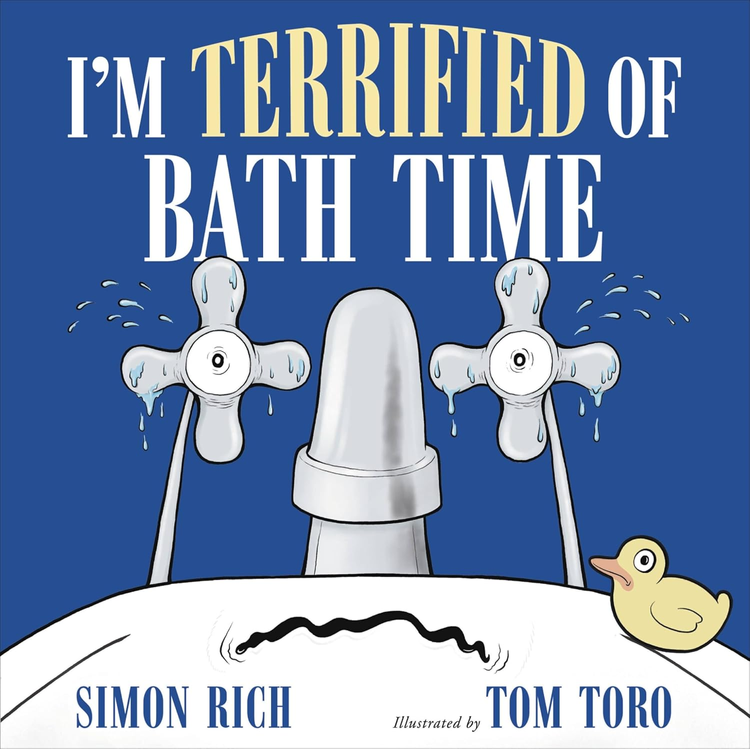 I'M TERRIFIED OF
BATH TIME
SIMON RICH
Illustrated by TOM TORO